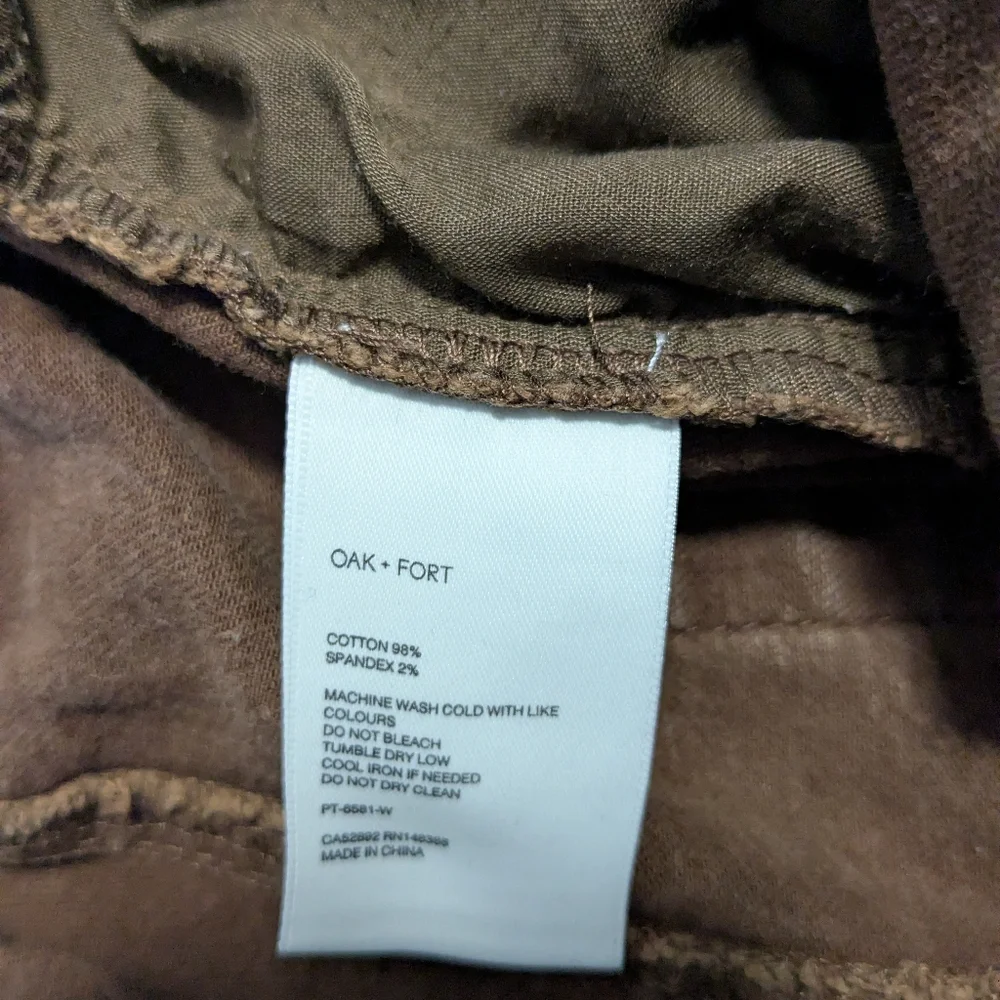 OAK + FORT
COTTON 98%
SPANDEX 2%
MACHINE WASH COLD WITH LIKE
COLOURS
DO NOT BLEACH
TUMBLE DRY LOW
COOL IRON IF NEEDED
DO NOT DRY CLEAN
PT-6581-W
CA52892
MADE IN CHINA